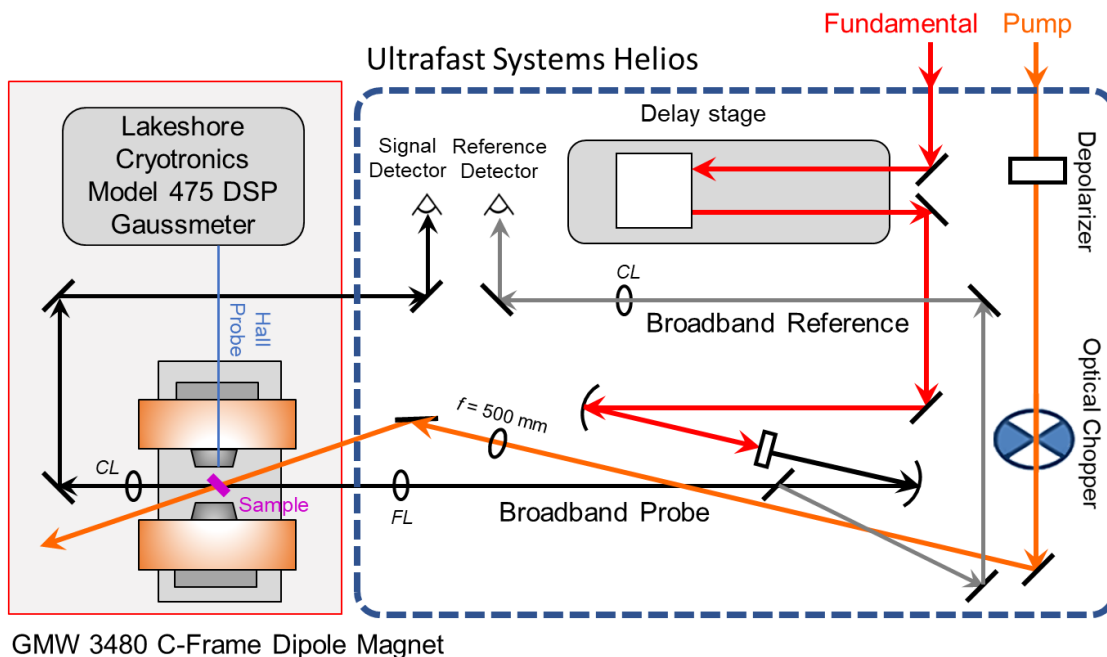 Fundamental
Pump
Ultrafast Systems Helios
Lakeshore
Cryotronics
Model 475 DSP
Gaussmeter
Signal
Detector
Reference
Detector
Delay stage
Depolarizer
CL
Broadband Reference
Hall
Probe
Optical Chopper
f = 500 mm
CL
Sample
FL
Broadband Probe
GMW 3480 C-Frame Dipole Magnet